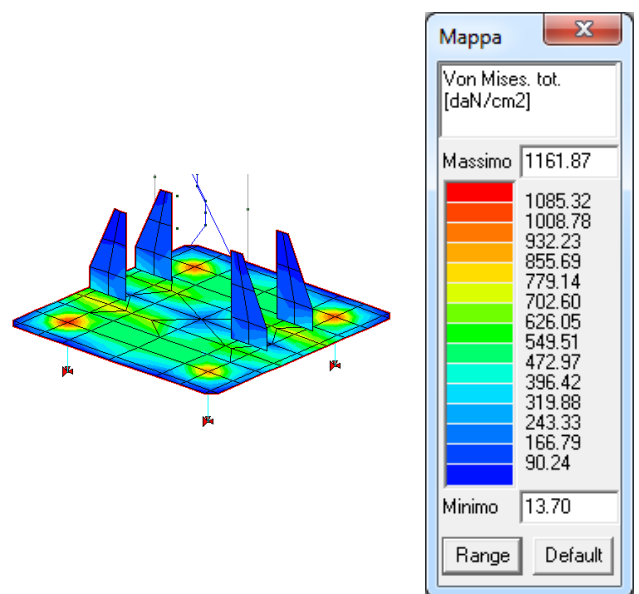 Mappa
Von Mises. tot.
[daN/cm2]
Massimo 1161.87
1085.32
1008.78
932.23
855.69
779.14
702.60
626.05
549.51
472.97
396.42
319.88
243.33
166.79
90.24
Minimo 13.70
Range Default